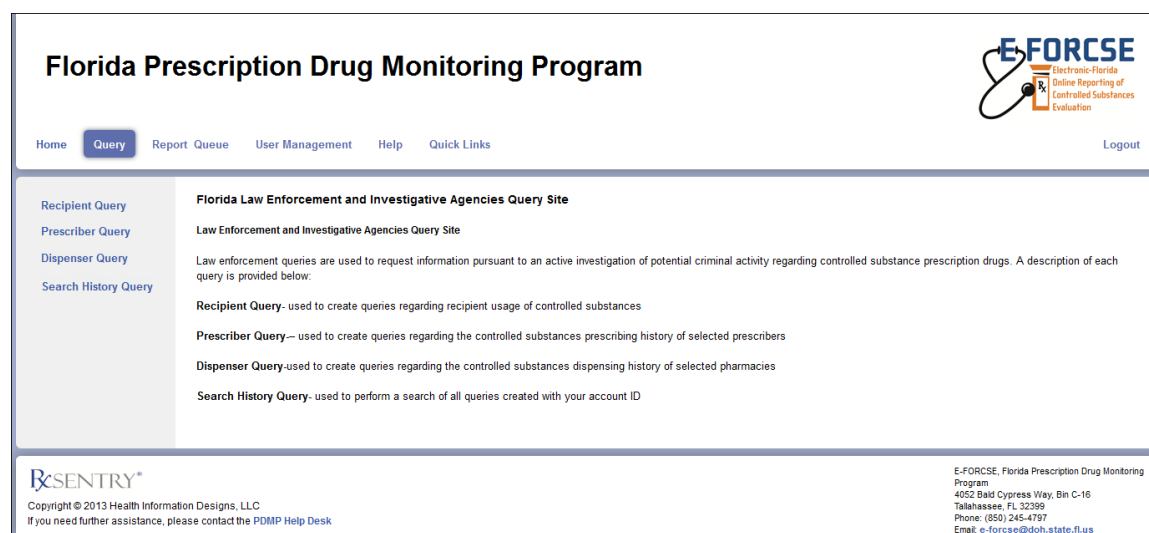 Florida Prescription Drug Monitoring Program
E-FORCSE
Electronic-Florida
Online Reporting of
Controlled Substances
Evaluation
Rx
Home Query Report Queue User Management Help Quick Links Logout
Recipient Query
Prescriber Query
Dispenser Query
Search History Query
Florida Law Enforcement and Investigative Agencies Query Site
Law Enforcement and Investigative Agencies Query Site
Law enforcement queries are used to request information pursuant to an active investigation of potential criminal activity regarding controlled substance prescription drugs. A description of each
query is provided below:
Recipient Query- used to create queries regarding recipient usage of controlled substances
Prescriber Query-– used to create queries regarding the controlled substances prescribing history of selected prescribers
Dispenser Query-used to create queries regarding the controlled substances dispensing history of selected pharmacies
Search History Query- used to perform a search of all queries created with your account ID
RxSENTRY®
Copyright © 2013 Health Information Designs, LLC
If you need further assistance, please contact the PDMP Help Desk
E-FORCSE, Florida Prescription Drug Monitoring
Program
4052 Bald Cypress Way, Bin C-16
Tallahassee, FL 32399
Phone: (850) 245-4797
Email: e-forcse@doh.state.fl.us